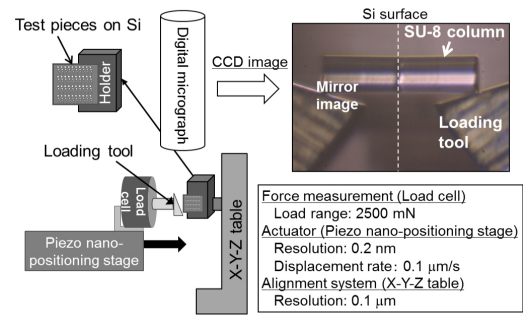 Test pieces on Si
Holder
Digital micrograph
CCD image
Si surface
SU-8 column
Mirror
image
Loading
tool
Loading tool
Load
cell
Piezo nano-
positioning stage
X-Y-Z table
Force measurement (Load cell)
Load range: 2500 mN
Actuator (Piezo nano-positioning stage)
Resolution: 0.2 nm
Displacement rate: 0.1 μm/s
Alignment system (X-Y-Z table)
Resolution: 0.1 μm